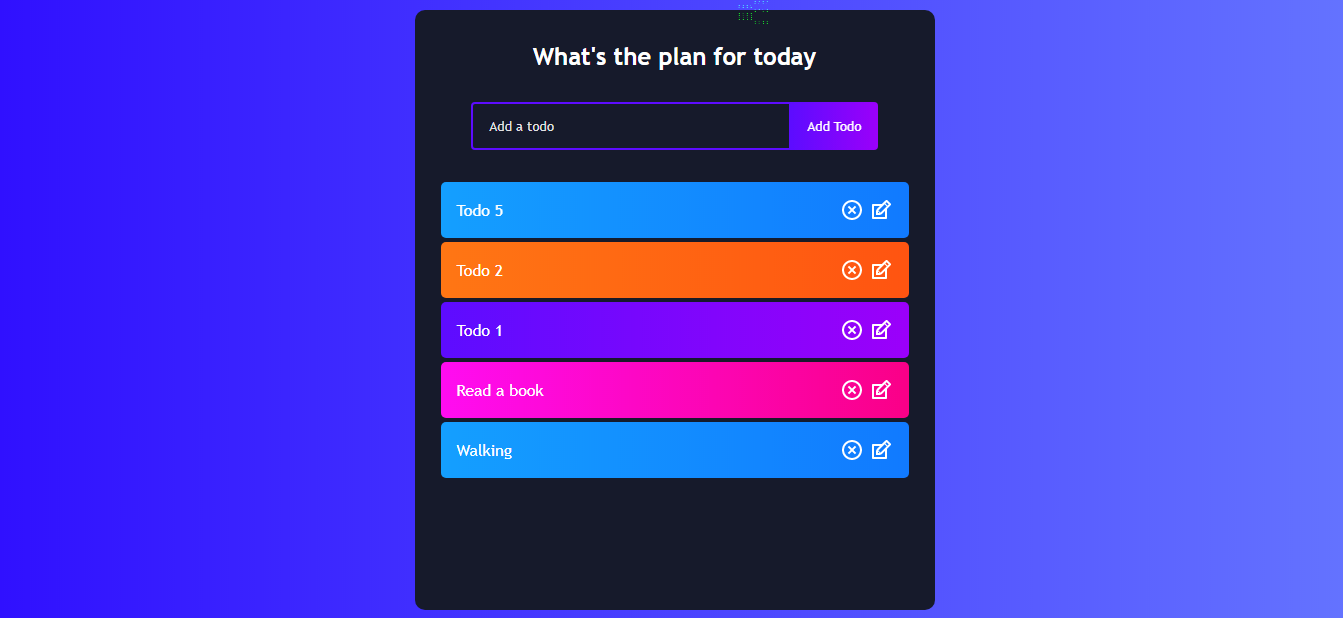 What's the plan for today
Add a todo
Add Todo
Todo 5
Todo 2
Todo 1
Read a book
Walking